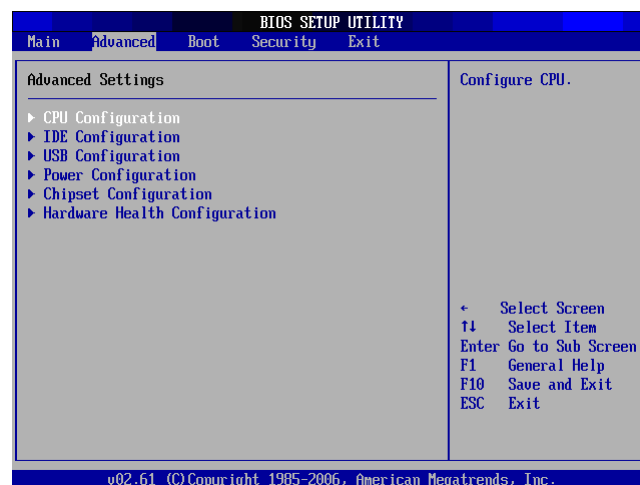 BIOS SETUP UTILITY
Main Advanced Boot Security Exit
Advanced Settings
CPU Configuration
IDE Configuration
USB Configuration
Power Configuration
Chipset Configuration
Hardware Health Configuration
Configure CPU.
← Select Screen
↑↓ Select Item
Enter Go to Sub Screen
F1 General Help
F10 Save and Exit
ESC Exit
v02.61 (C)Copyright 1985-2006, American Megatrends, Inc.